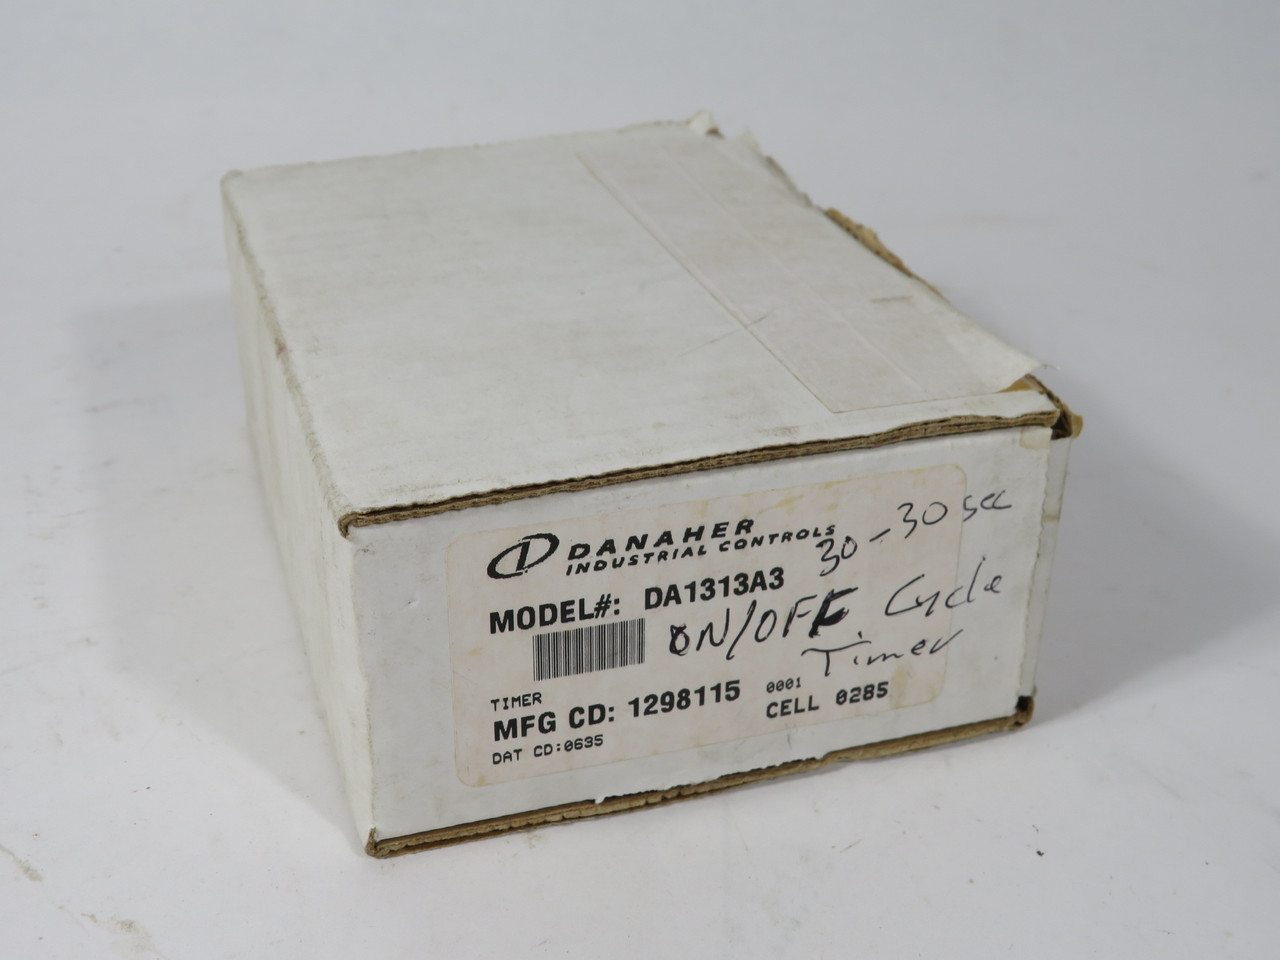 DANAHER
INDUSTRIAL CONTROLS
30-30 sec
MODEL#: DA1313A3
ON/OFF Cycle
Timer
TIMER
MFG CD: 1298115
0001
CELL 0285
DAT CD:0635